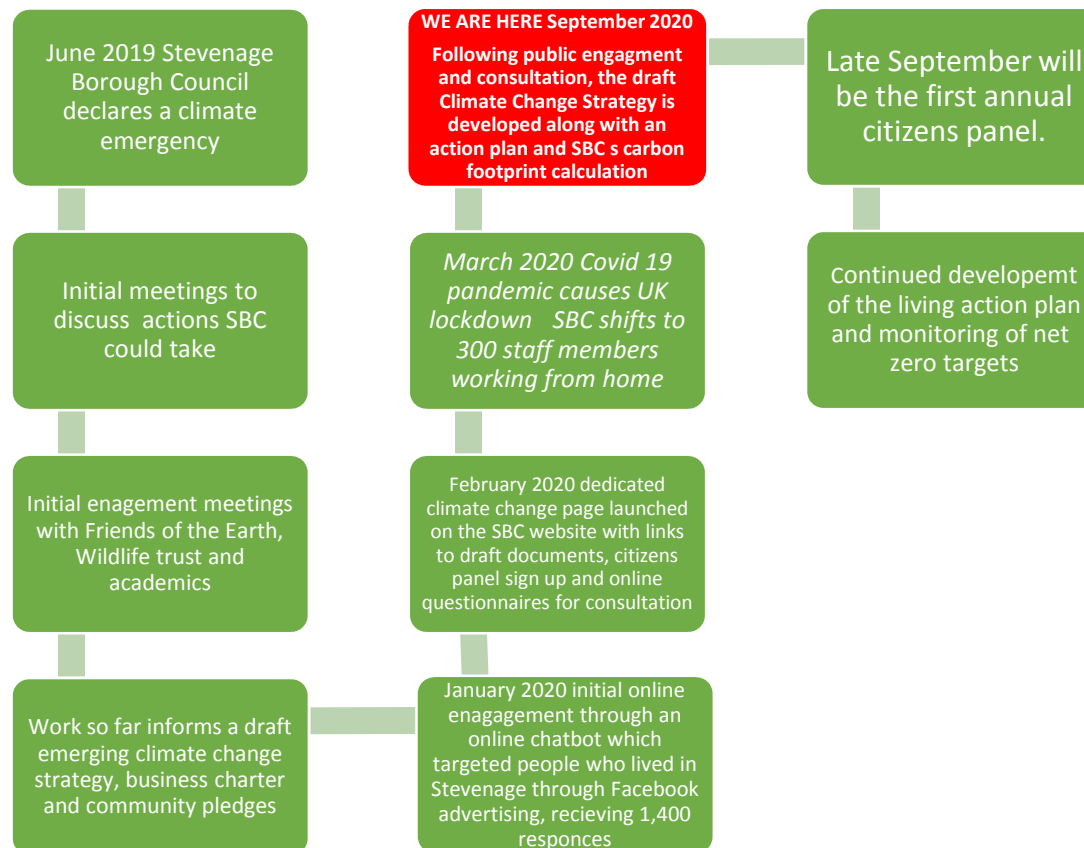 June 2019 Stevenage
Borough Council
declares a climate
emergency
Initial meetings to
discuss actions SBC
could take
Initial enagement meetings
with Friends of the Earth,
Wildlife trust and
academics
Work so far informs a draft
emerging climate change
strategy, business charter
and community pledges
January 2020 initial online
enagagement through an
online chatbot which
targeted people who lived in
Stevenage through Facebook
advertising, recieving 1,400
responces
February 2020 dedicated
climate change page launched
on the SBC website with links
to draft documents, citizens
panel sign up and online
questionnaires for consultation
March 2020 Covid 19
pandemic causes UK
lockdown SBC shifts to
300 staff members
working from home
WE ARE HERE September 2020
Following public engagment
and consultation, the draft
Climate Change Strategy is
developed along with an
action plan and SBC s carbon
footprint calculation
Late September will
be the first annual
citizens panel.
Continued developemt
of the living action plan
and monitoring of net
zero targets